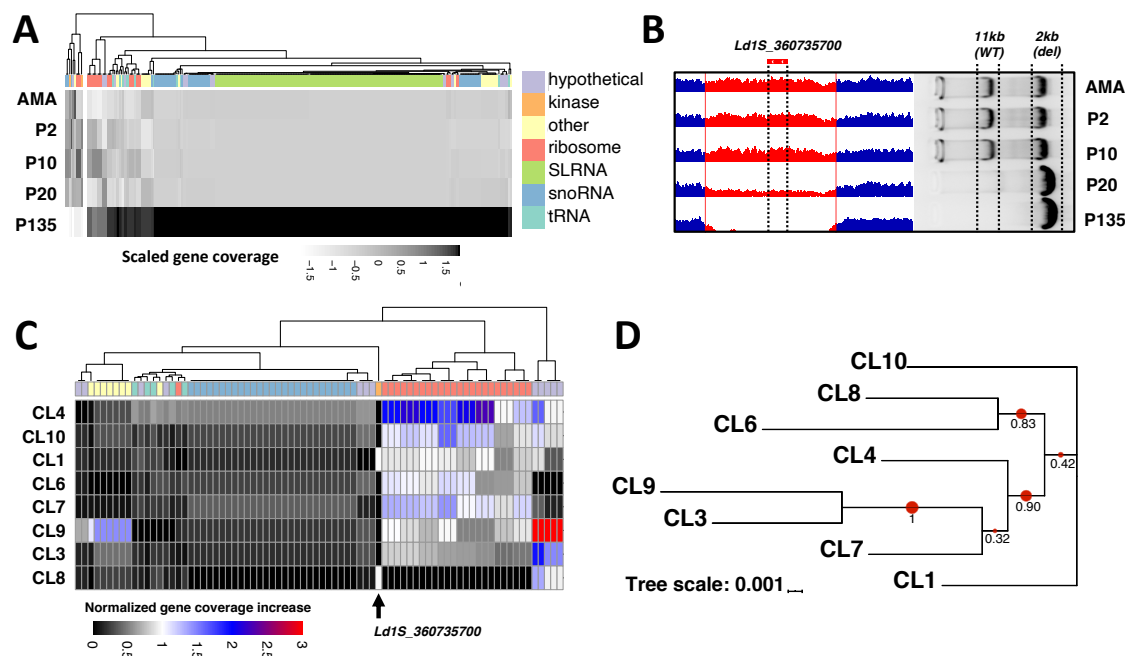 A
AMA
P2
P10
P20
P135
hypothetical
kinase
other
ribosome
SLRNA
snoRNA
tRNA
Scaled gene coverage
−1.5
−1
−0.5
0
0.5
1
1.5
B
Ld1S_360735700
11kb
(WT)
2kb
(del)
AMA
P2
P10
P20
P135
C
CL4
CL10
CL1
CL6
CL7
CL9
CL3
CL8
Normalized gene coverage increase
0
0.5
1
1.5
2
2.5
3
Ld1S_360735700
D
CL10
CL8
CL6
0.83
CL4
0.42
CL9
CL3
1
0.90
CL7
0.32
CL1
Tree scale: 0.001